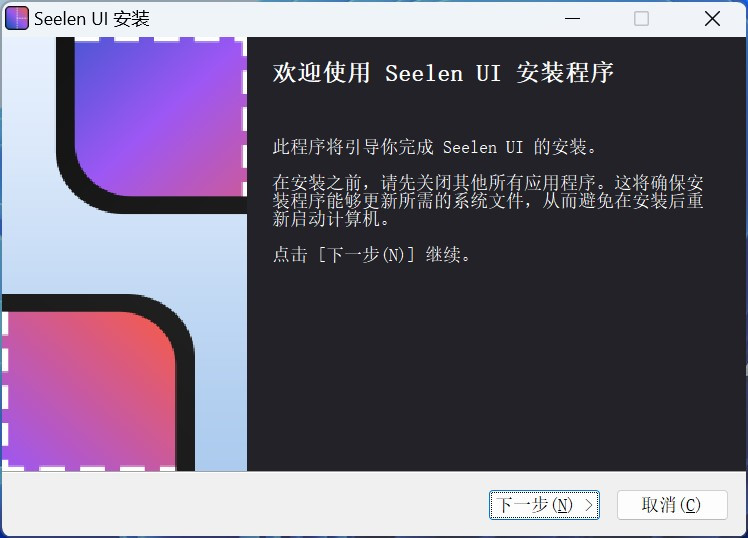 Seelen UI 安装
欢迎使用 Seelen UI 安装程序
此程序将引导你完成 Seelen UI 的安装。
在安装之前，请先关闭其他所有应用程序。这将确保安
装程序能够更新所需的系统文件，从而避免在安装后重
新启动计算机。
点击 [下一步(N)] 继续。
下一步(N) >
取消(C)